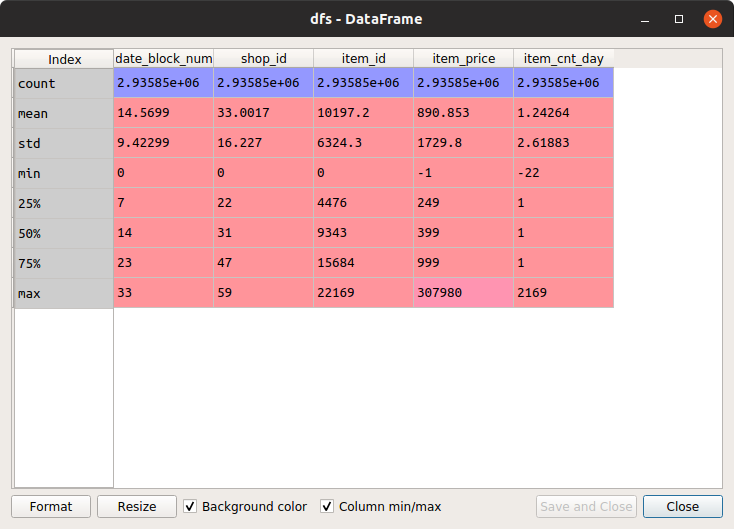 dfs - DataFrame
Index date_block_num shop_id item_id item_price item_cnt_day
count 2.93585e+06 2.93585e+06 2.93585e+06 2.93585e+06 2.93585e+06
mean 14.5699 33.0017 10197.2 890.853 1.24264
std 9.42299 16.227 6324.3 1729.8 2.61883
min 0 0 0 -1 -22
25% 7 22 4476 249 1
50% 14 31 9343 399 1
75% 23 47 15684 999 1
max 33 59 22169 307980 2169
Format Resize Background color Column min/max Save and Close Close